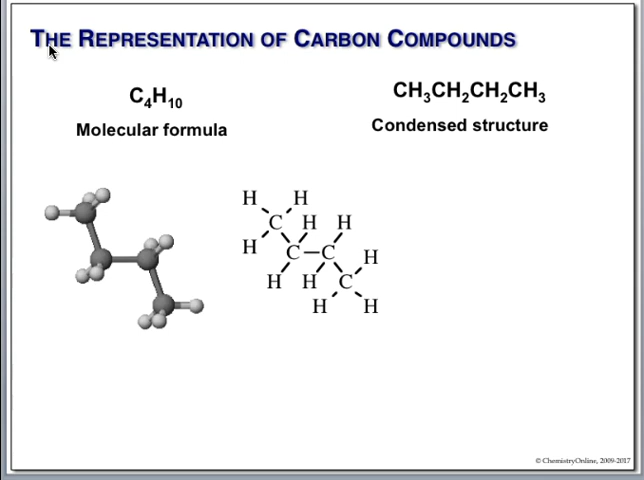 THE REPRESENTATION OF CARBON COMPOUNDS
C₄H₁₀
CH₃CH₂CH₂CH₃
Molecular formula
Condensed structure
H H
C H H
H C C H
H H C
H H
© ChemistryOnline, 2009-2017